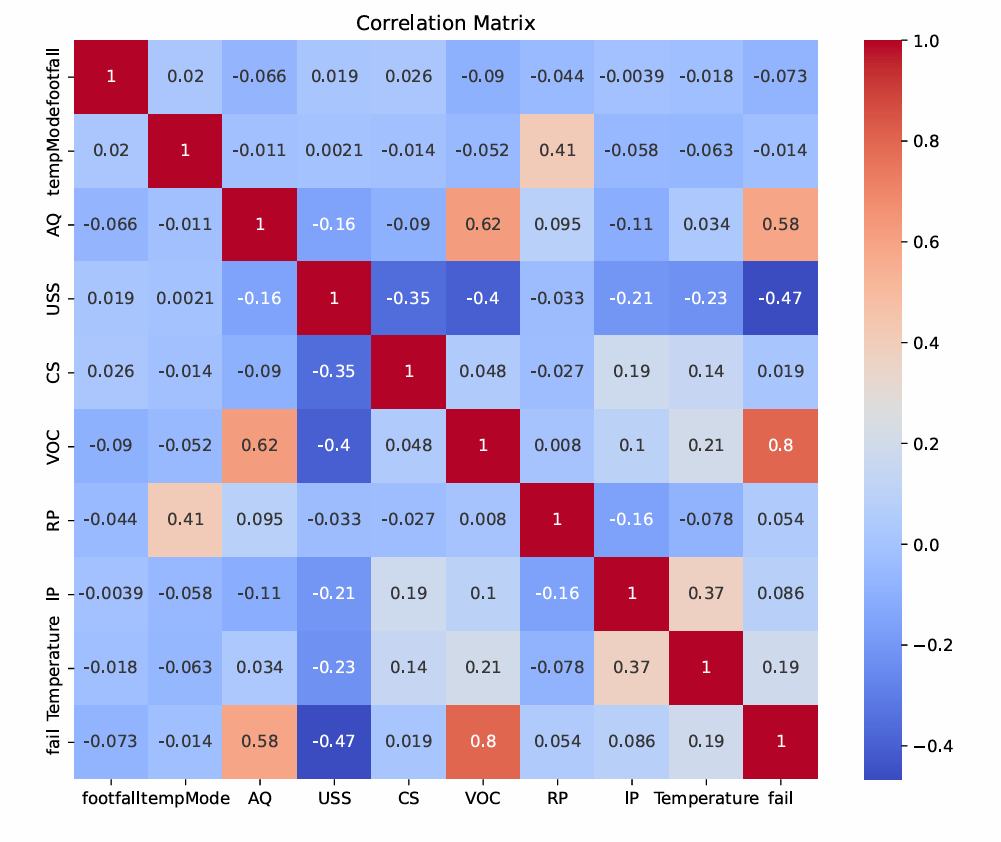 Correlation Matrix
footfall 1 0.02 -0.066 0.019 0.026 -0.09 -0.044 -0.0039 -0.018 -0.073
tempMode 0.02 1 -0.011 0.0021 -0.014 -0.052 0.41 -0.058 -0.063 -0.014
AQ -0.066 -0.011 1 -0.16 -0.09 0.62 0.095 -0.11 0.034 0.58
USS 0.019 0.0021 -0.16 1 -0.35 -0.4 -0.033 -0.21 -0.23 -0.47
CS 0.026 -0.014 -0.09 -0.35 1 0.048 -0.027 0.19 0.14 0.019
VOC -0.09 -0.052 0.62 -0.4 0.048 1 0.008 0.1 0.21 0.8
RP -0.044 0.41 0.095 -0.033 -0.027 0.008 1 -0.16 -0.078 0.054
IP -0.0039 -0.058 -0.11 -0.21 0.19 0.1 -0.16 1 0.37 0.086
Temperature -0.018 -0.063 0.034 -0.23 0.14 0.21 -0.078 0.37 1 0.19
fail -0.073 -0.014 0.58 -0.47 0.019 0.8 0.054 0.086 0.19 1
footfall tempMode AQ USS CS VOC RP IP Temperature fail
1.0
0.8
0.6
0.4
0.2
0.0
−0.2
−0.4